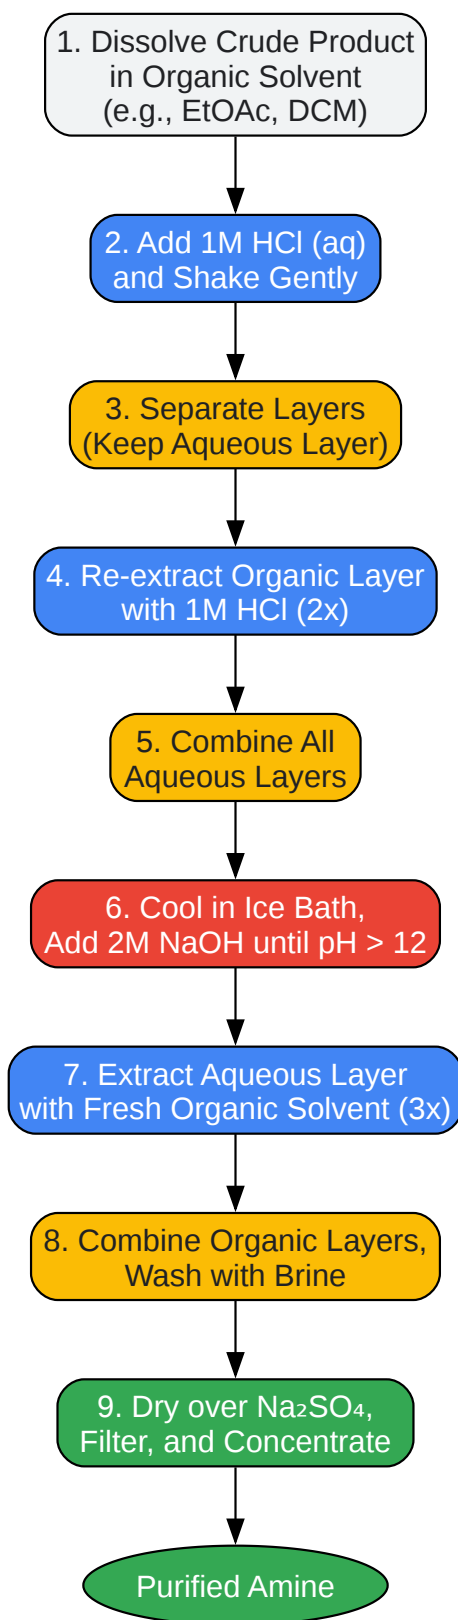 1. Dissolve Crude Product
in Organic Solvent
(e.g., EtOAc, DCM)
2. Add 1M HCl (aq)
and Shake Gently
3. Separate Layers
(Keep Aqueous Layer)
4. Re-extract Organic Layer
with 1M HCl (2x)
5. Combine All
Aqueous Layers
6. Cool in Ice Bath,
Add 2M NaOH until pH > 12
7. Extract Aqueous Layer
with Fresh Organic Solvent (3x)
8. Combine Organic Layers,
Wash with Brine
9. Dry over Na₂SO₄,
Filter, and Concentrate
Purified Amine